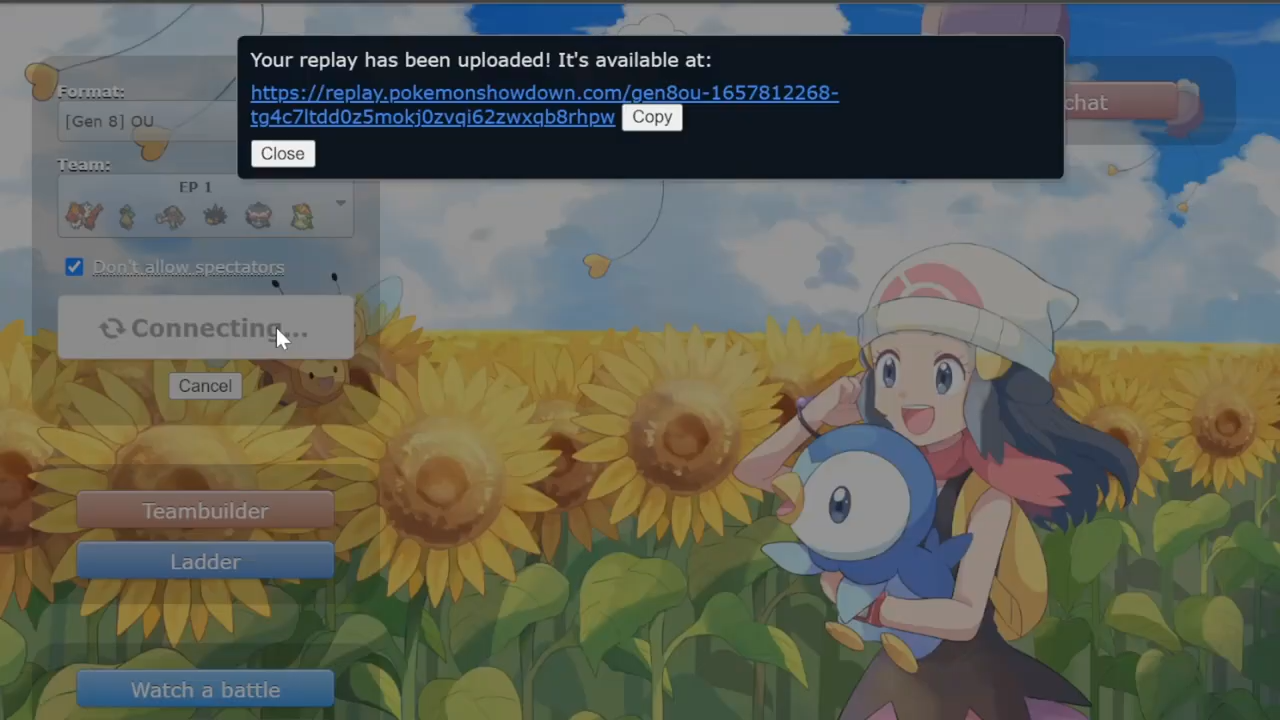 Your replay has been uploaded! It's available at:
https://replay.pokemonshowdown.com/gen8ou-1657812268-
tg4c7ltdd0z5mokj0zvqi62zwxqb8rhpw Copy
Close
Format:
[Gen 8] OU
Team:
EP 1
Don't allow spectators
Connecting...
Cancel
Teambuilder
Ladder
Watch a battle
chat